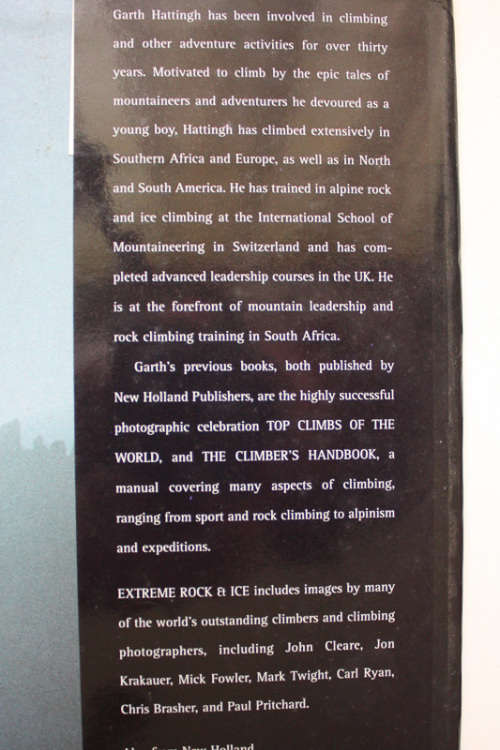 Garth Hattingh has been involved in climbing
and other adventure activities for over thirty
years. Motivated to climb by the epic tales of
mountaineers and adventurers he devoured as a
young boy, Hattingh has climbed extensively in
Southern Africa and Europe, as well as in North
and South America. He has trained in alpine rock
and ice climbing at the International School of
Mountaineering in Switzerland and has com-
pleted advanced leadership courses in the UK. He
is at the forefront of mountain leadership and
rock climbing training in South Africa.
Garth's previous books, both published by
New Holland Publishers, are the highly successful
photographic celebration TOP CLIMBS OF THE
WORLD, and THE CLIMBER'S HANDBOOK, a
manual covering many aspects of climbing,
ranging from sport and rock climbing to alpinism
and expeditions.
EXTREME ROCK & ICE includes images by many
of the world's outstanding climbers and climbing
photographers, including John Cleare, Jon
Krakauer, Mick Fowler, Mark Twight, Carl Ryan,
Chris Brasher, and Paul Pritchard.
Also from New Holland